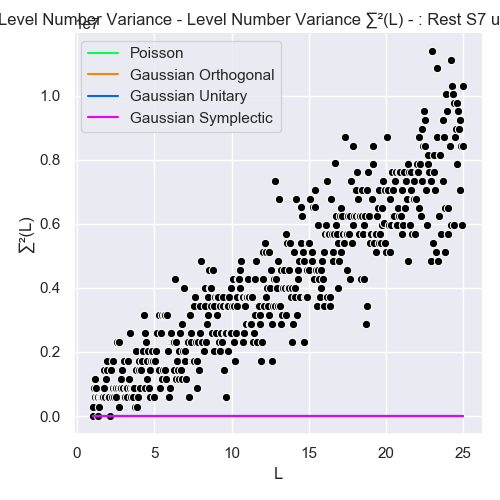 Level Number Variance - Level Number Variance ∑²(L) - : Rest S7 u
1e7
Poisson
Gaussian Orthogonal
Gaussian Unitary
Gaussian Symplectic
∑²(L)
1.0
0.8
0.6
0.4
0.2
0.0
0 5 10 15 20 25
L